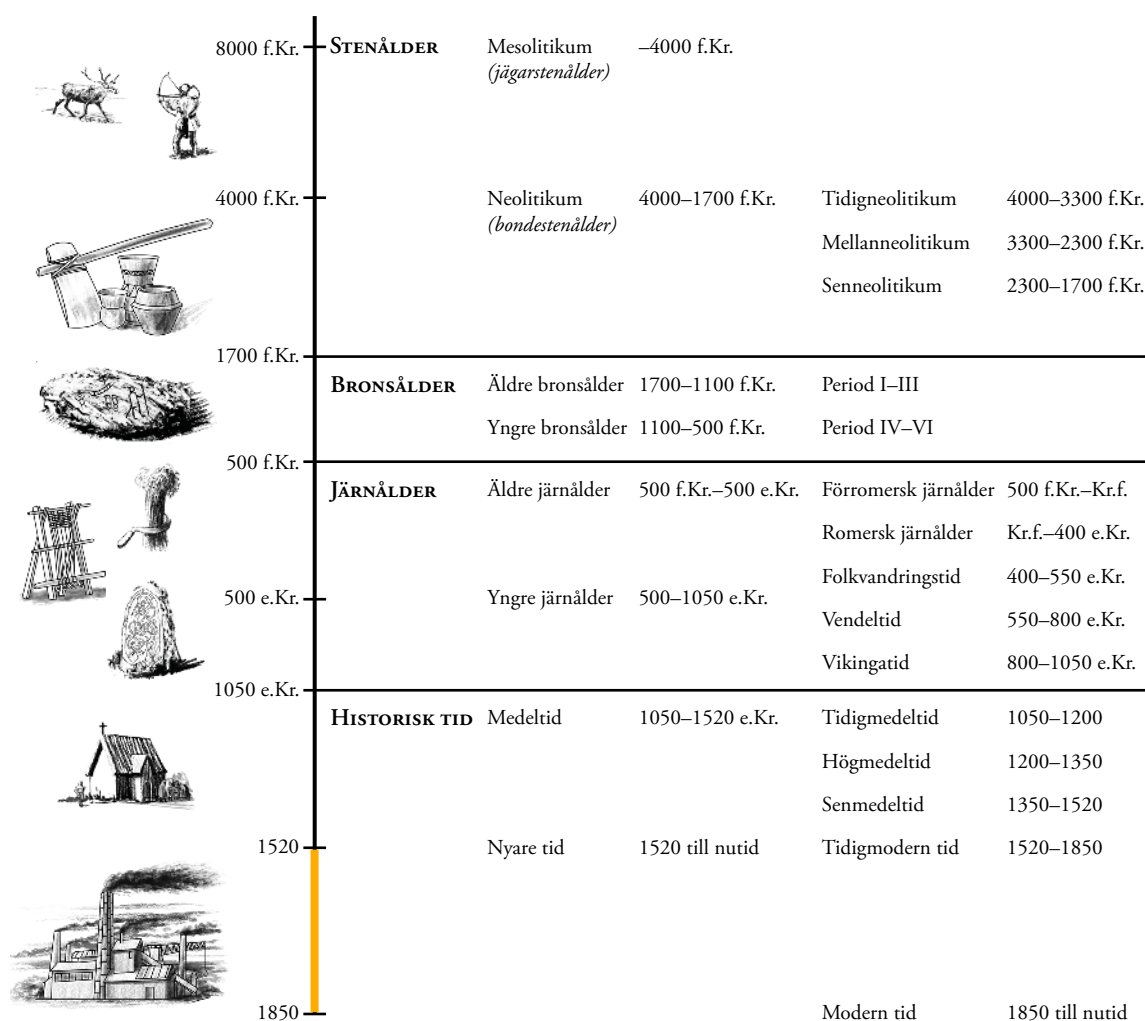 8000 f.Kr. STENÅLDER Mesolitikum –4000 f.Kr.
(jägarstenålder)
4000 f.Kr. Neolitikum 4000–1700 f.Kr. Tidigneolitikum 4000–3300 f.Kr.
(bondestenålder)
Mellanneolitikum 3300–2300 f.Kr.
Senneolitikum 2300–1700 f.Kr.
1700 f.Kr.
BRONSÅLDER Äldre bronsålder 1700–1100 f.Kr. Period I–III
Yngre bronsålder 1100–500 f.Kr. Period IV–VI
500 f.Kr.
JÄRNÅLDER Äldre järnålder 500 f.Kr.–500 e.Kr. Förromersk järnålder 500 f.Kr.–Kr.f.
Romersk järnålder Kr.f.–400 e.Kr.
Folkvandringstid 400–550 e.Kr.
500 e.Kr. Yngre järnålder 500–1050 e.Kr.
Vendeltid 550–800 e.Kr.
Vikingatid 800–1050 e.Kr.
1050 e.Kr.
HISTORISK TID Medeltid 1050–1520 e.Kr. Tidigmedeltid 1050–1200
Högmedeltid 1200–1350
Senmedeltid 1350–1520
1520 Nyare tid 1520 till nutid Tidigmodern tid 1520–1850
1850 Modern tid 1850 till nutid